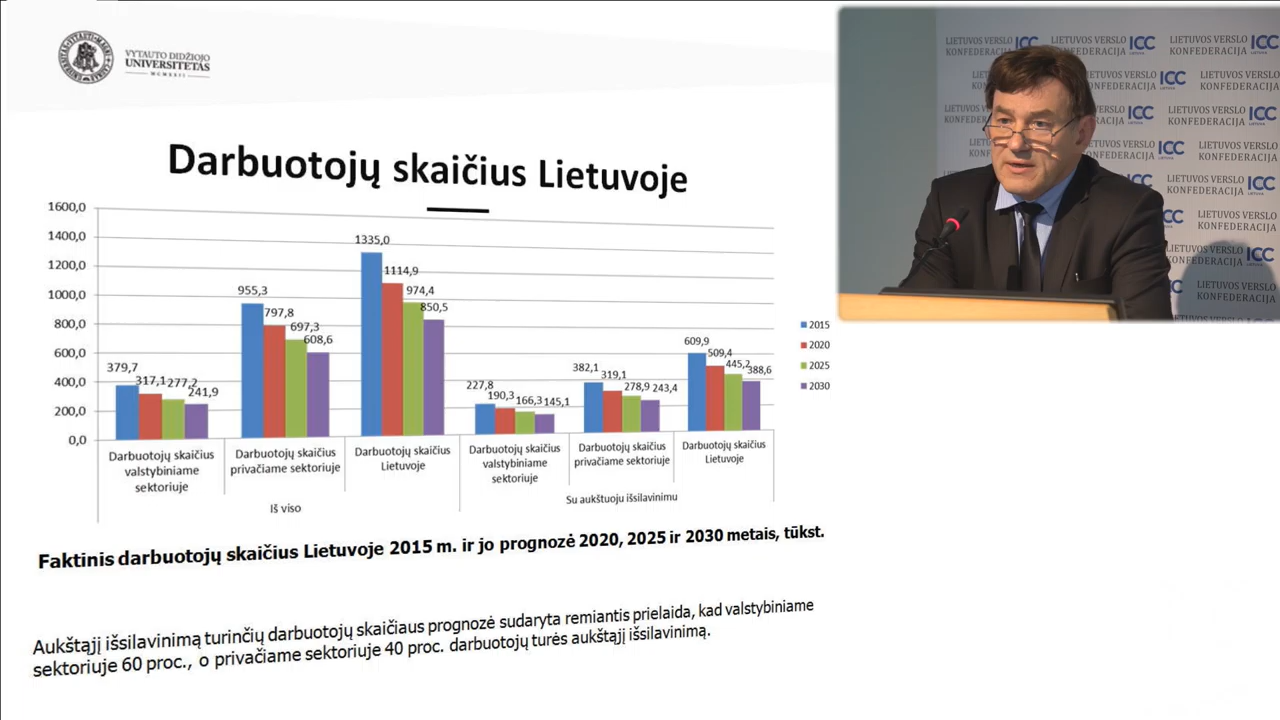 VYTAUTO DIDŽIOJO
UNIVERSITETAS
MCMXXII
Darbuotojų skaičius Lietuvoje
1600,0
1400,0
1200,0
1000,0
800,0
600,0
400,0
200,0
0,0
379,7
317,1
277,2
241,9
955,3
797,8
697,3
608,6
1335,0
1114,9
974,4
850,5
227,8
190,3
166,3
145,1
382,1
319,1
278,9
243,4
609,9
509,4
445,2
388,6
2015
2020
2025
2030
Darbuotojų skaičius
valstybiniame
sektoriuje
Darbuotojų skaičius
privačiame sektoriuje
Darbuotojų skaičius
Lietuvoje
Darbuotojų skaičius
valstybiniame
sektoriuje
Darbuotojų skaičius
privačiame sektoriuje
Darbuotojų skaičius
Lietuvoje
Iš viso
Su aukštuoju išsilavinimu
Faktinis darbuotojų skaičius Lietuvoje 2015 m. ir jo prognozė 2020, 2025 ir 2030 metais, tūkst.
Aukštąjį išsilavinimą turinčių darbuotojų skaičiaus prognozė sudaryta remiantis prielaida, kad valstybiniame
sektoriuje 60 proc., o privačiame sektoriuje 40 proc. darbuotojų turės aukštąjį išsilavinimą.
LIETUVOS VERSLO
KONFEDERACIJA
ICC
LIETUVA